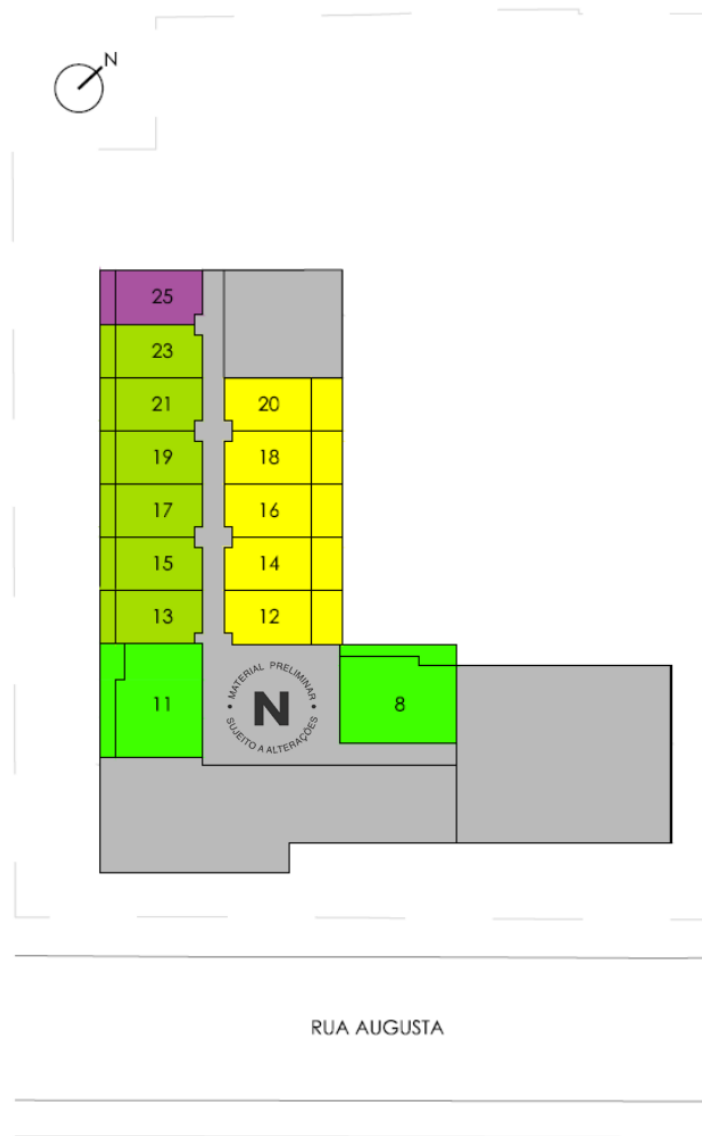 N
25
23
21
20
19
18
17
16
15
14
13
12
11
• MATERIAL PRELIMINAR •
N
SUJEITO A ALTERAÇÕES
8
RUA AUGUSTA